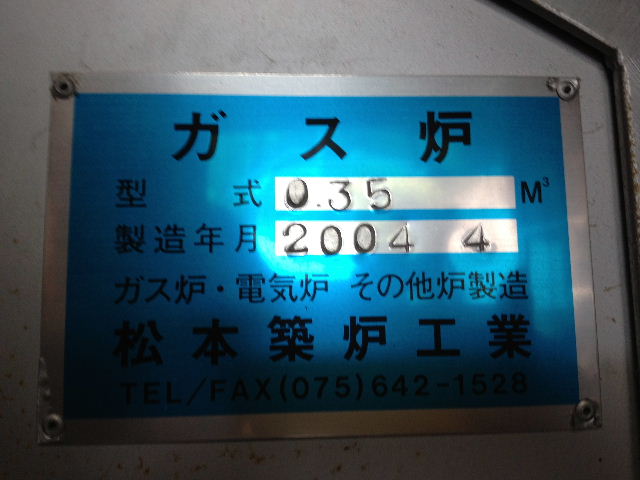 ガス炉
型式 0.35 M³
製造年月 2004 4
ガス炉・電気炉 その他炉製造
松本築炉工業
TEL/FAX(075)642-1528